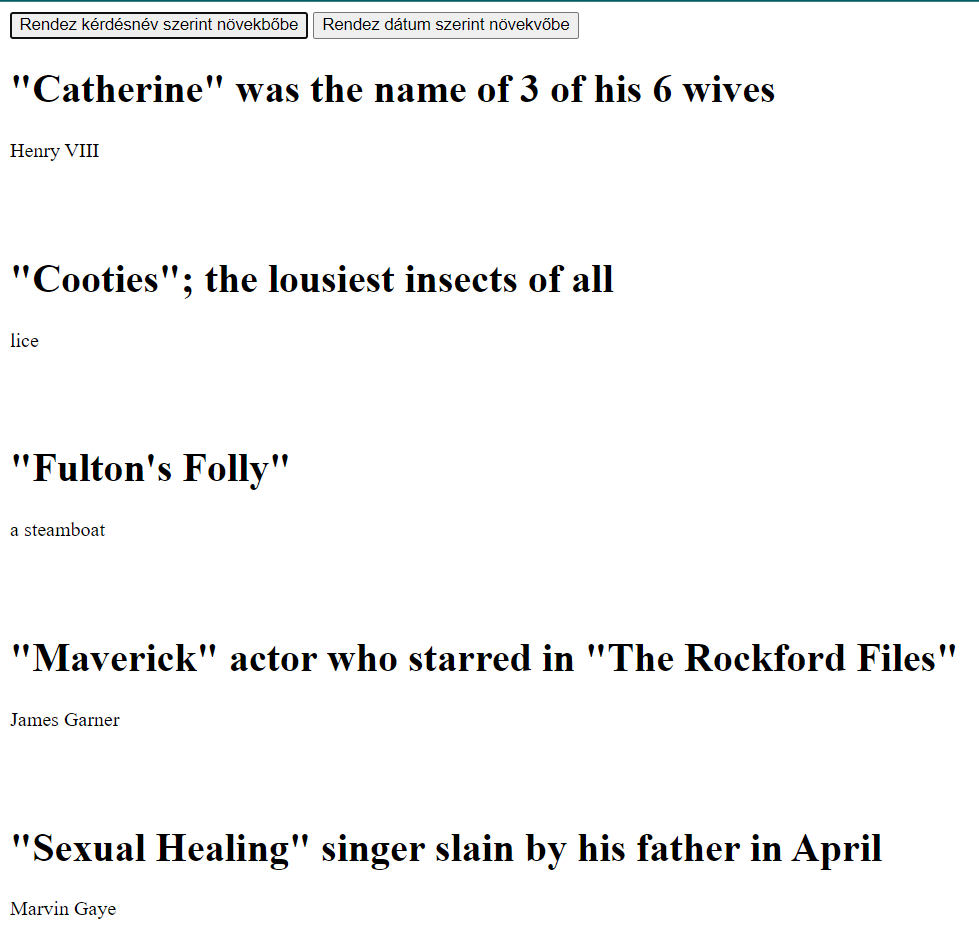 Rendez kérdésnév szerint növekbőbe Rendez dátum szerint növekvőbe
"Catherine" was the name of 3 of his 6 wives
Henry VIII
"Cooties"; the lousiest insects of all
lice
"Fulton's Folly"
a steamboat
"Maverick" actor who starred in "The Rockford Files"
James Garner
"Sexual Healing" singer slain by his father in April
Marvin Gaye